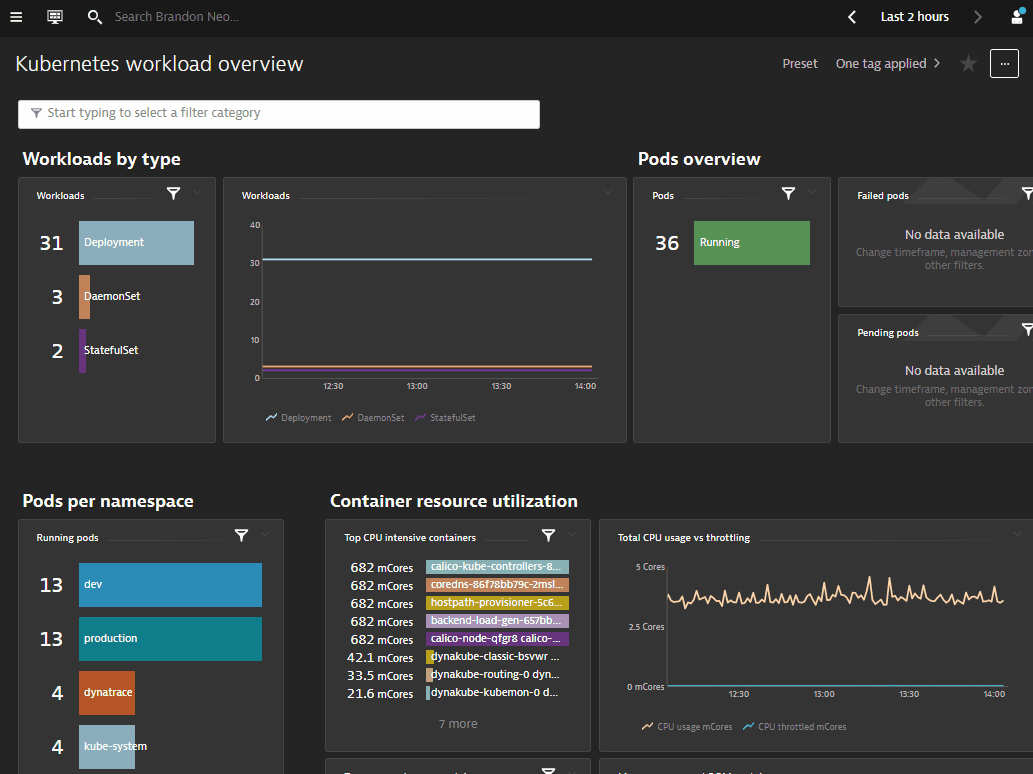 Search Brandon Neo...
Last 2 hours
Kubernetes workload overview
Preset
One tag applied
...
Start typing to select a filter category
Workloads by type
Pods overview
Workloads
31 Deployment
3 DaemonSet
2 StatefulSet
Workloads
40
30
20
10
0
12:30 13:00 13:30 14:00
Deployment DaemonSet StatefulSet
Pods
36 Running
Failed pods
No data available
Change timeframe, management zon
other filters.
Pending pods
No data available
Change timeframe, management zon
other filters.
Pods per namespace
Container resource utilization
Running pods
13 dev
13 production
4 dynatrace
4 kube-system
Top CPU intensive containers
682 mCores calico-kube-controllers-8...
682 mCores coredns-86f78bb79c-2msl...
682 mCores hostpath-provisioner-5c6...
682 mCores backend-load-gen-657bb...
682 mCores calico-node-qfgr8 calico-...
42.1 mCores dynakube-classic-bsvwr ...
33.5 mCores dynakube-routing-0 dyn...
21.6 mCores dynakube-kubemon-0 d...
7 more
Total CPU usage vs throttling
5 Cores
2.5 Cores
0 mCores
12:30 13:00 13:30 14:00
CPU usage mCores CPU throttled mCores